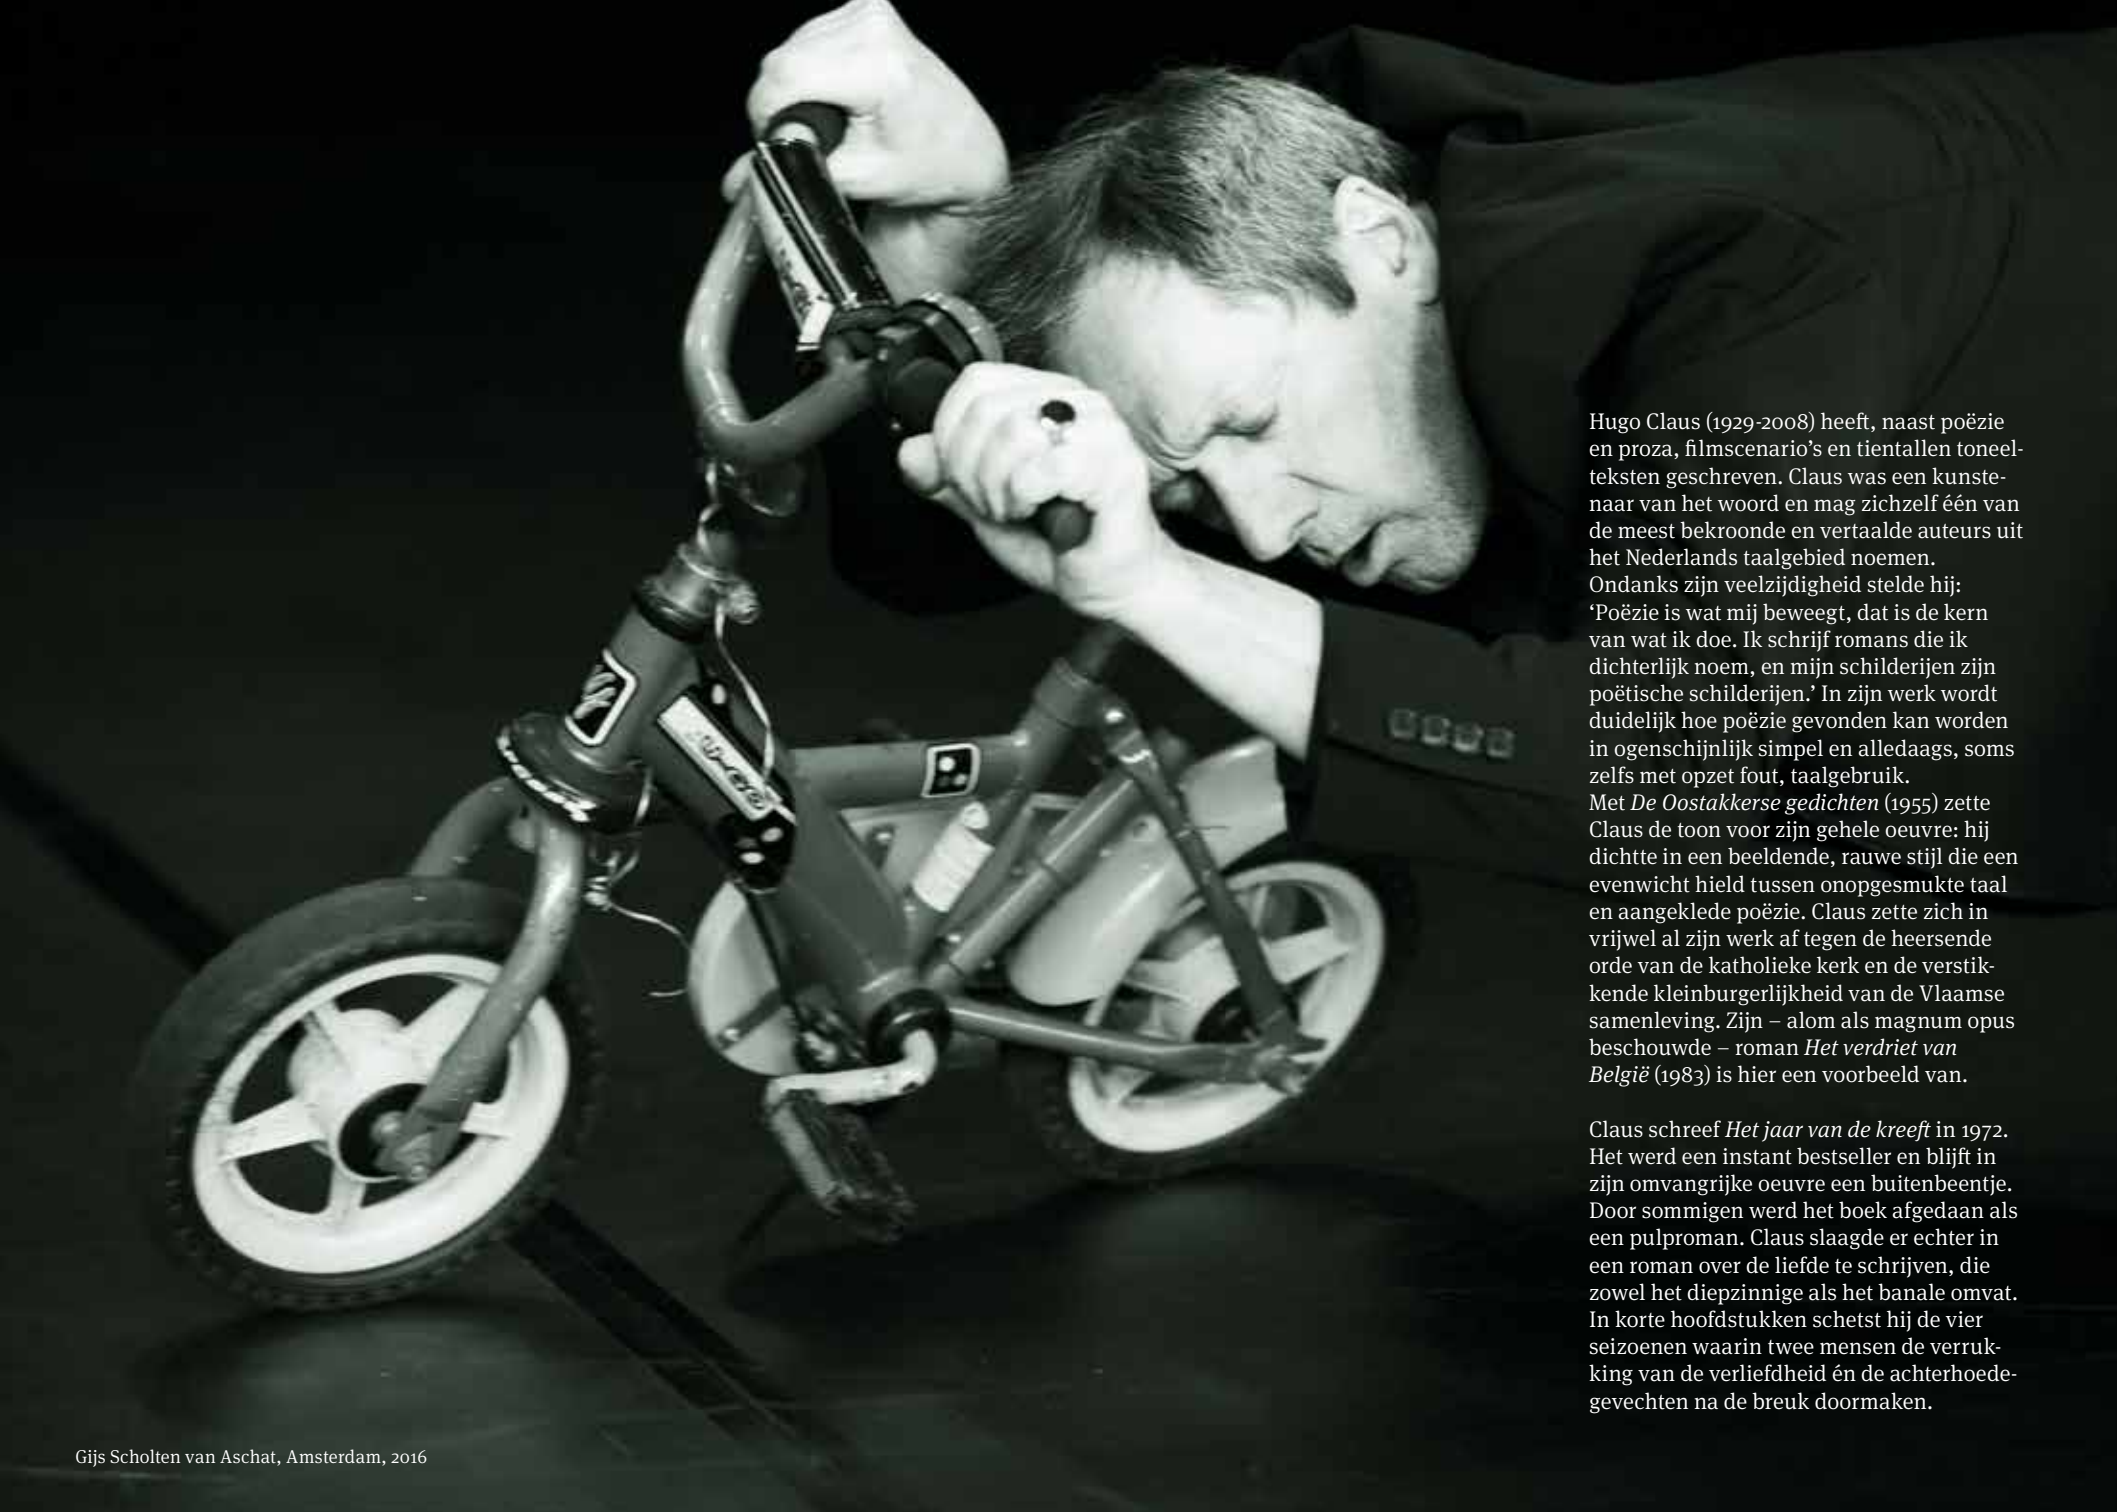 Hugo Claus (1929-2008) heeft, naast poëzie
en proza, filmscenario's en tientallen toneel-
teksten geschreven. Claus was een kunste-
naar van het woord en mag zichzelf één van
de meest bekroonde en vertaalde auteurs uit
het Nederlands taalgebied noemen.
Ondanks zijn veelzijdigheid stelde hij:
‘Poëzie is wat mij beweegt, dat is de kern
van wat ik doe. Ik schrijf romans die ik
dichterlijk noem, en mijn schilderijen zijn
poëtische schilderijen.’ In zijn werk wordt
duidelijk hoe poëzie gevonden kan worden
in ogenschijnlijk simpel en alledaags, soms
zelfs met opzet fout, taalgebruik.
Met De Oostakkerse gedichten (1955) zette
Claus de toon voor zijn gehele oeuvre: hij
dichtte in een beeldende, rauwe stijl die een
evenwicht hield tussen onopgesmukte taal
en aangeklede poëzie. Claus zette zich in
vrijwel al zijn werk af tegen de heersende
orde van de katholieke kerk en de verstik-
kende kleinburgerlijkheid van de Vlaamse
samenleving. Zijn – alom als magnum opus
beschouwde – roman Het verdriet van
België (1983) is hier een voorbeeld van.
Claus schreef Het jaar van de kreeft in 1972.
Het werd een instant bestseller en blijft in
zijn omvangrijke oeuvre een buitenbeentje.
Door sommigen werd het boek afgedaan als
een pulproman. Claus slaagde er echter in
een roman over de liefde te schrijven, die
zowel het diepzinnige als het banale omvat.
In korte hoofdstukken schetst hij de vier
seizoenen waarin twee mensen de verruk-
king van de verliefdheid én de achterhoede-
gevechten na de breuk doormaken.
Gijs Scholten van Aschat, Amsterdam, 2016